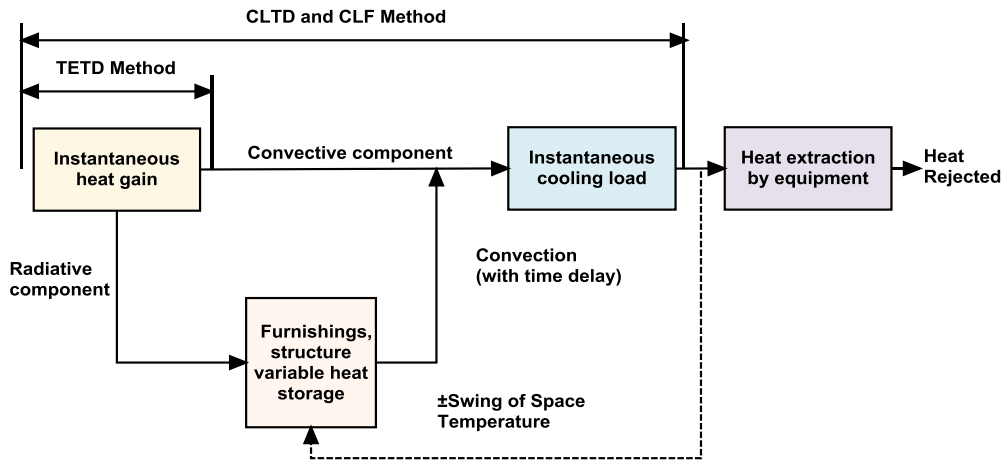 CLTD and CLF Method
TETD Method
Instantaneous
heat gain
Convective component
Instantaneous
cooling load
Heat extraction
by equipment
Heat
Rejected
Radiative
component
Convection
(with time delay)
Furnishings,
structure
variable heat
storage
±Swing of Space
Temperature